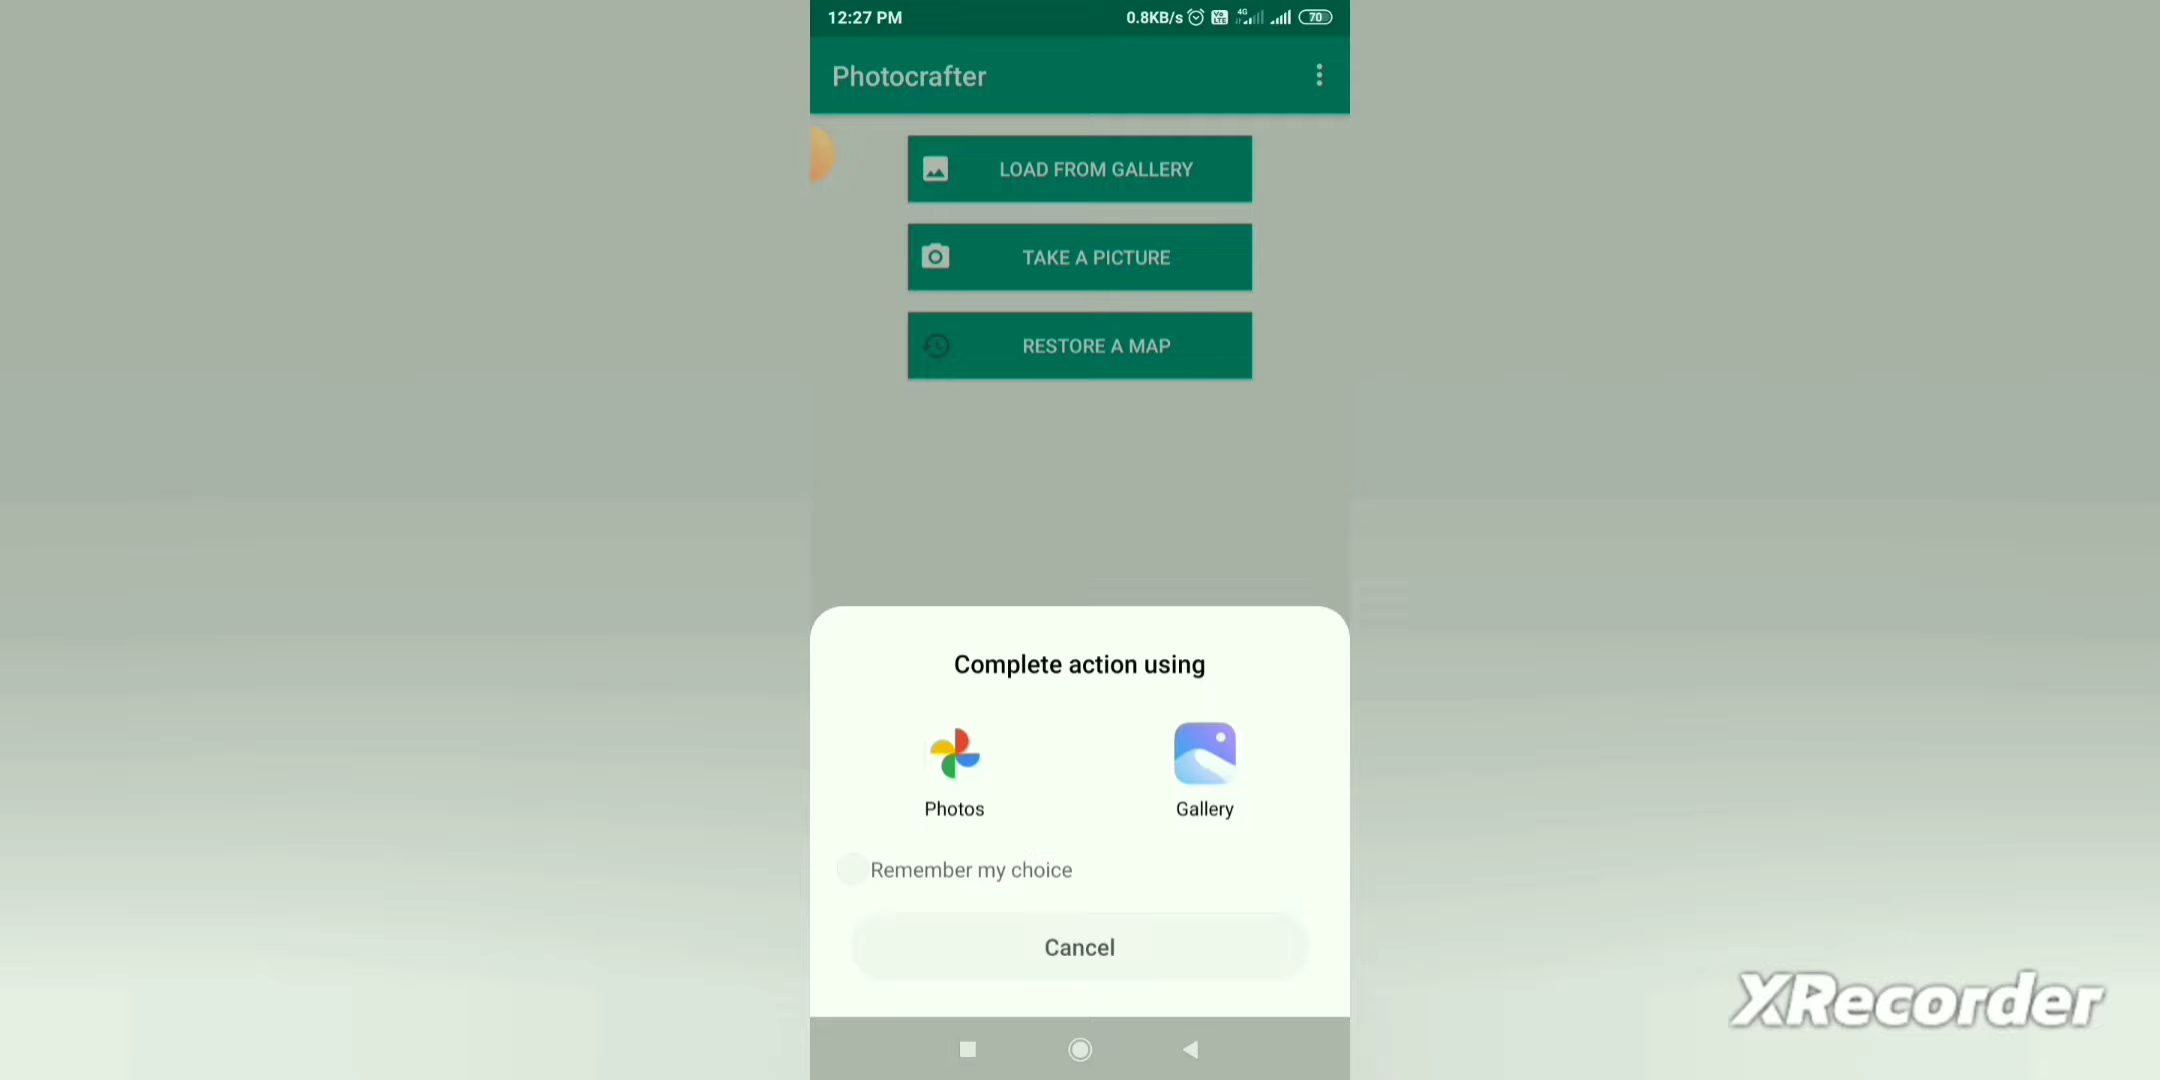 12:27 PM 0.8KB/s 4G 70
Photocrafter
LOAD FROM GALLERY
TAKE A PICTURE
RESTORE A MAP
Complete action using
Photos Gallery
Remember my choice
Cancel
XRecorder